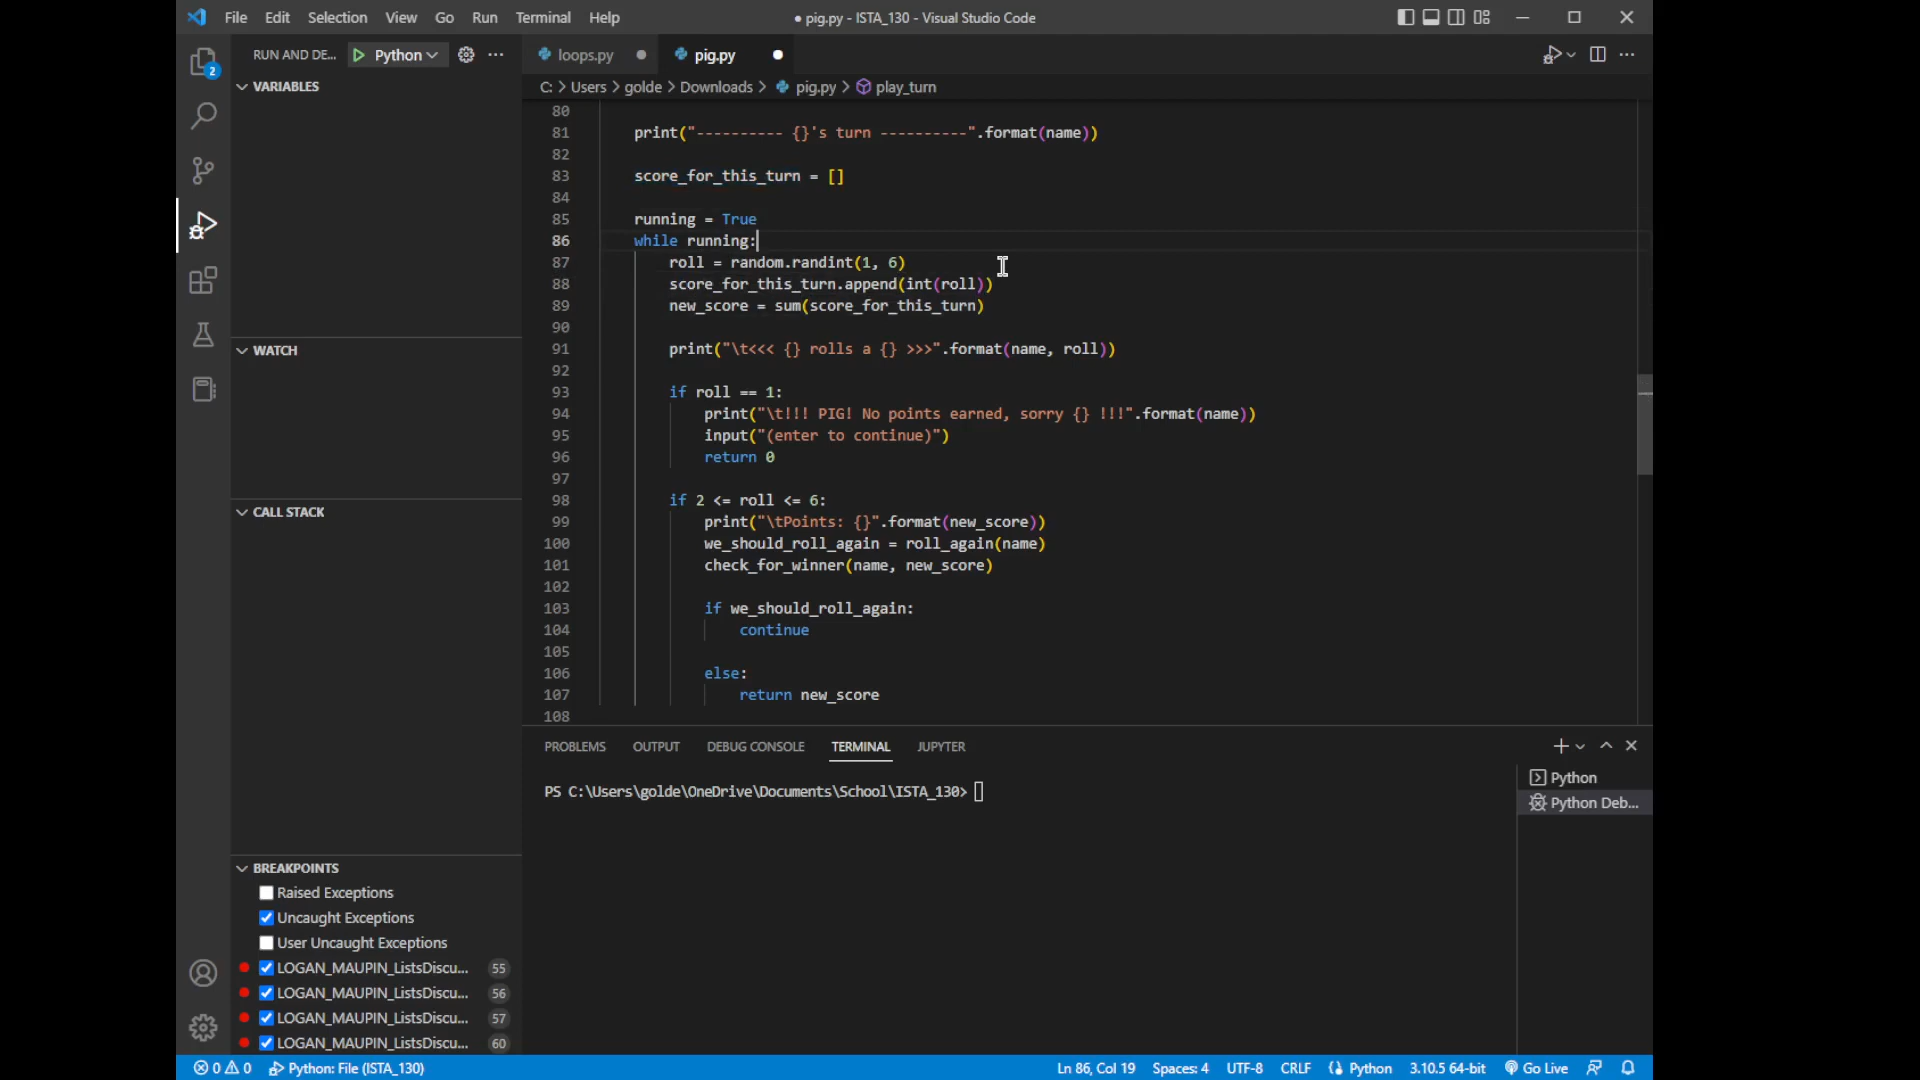 File Edit Selection View Go Run Terminal Help
● pig.py - ISTA_130 - Visual Studio Code
RUN AND DE... Python
loops.py
pig.py
C: > Users > golde > Downloads > pig.py > play_turn
2
VARIABLES
WATCH
CALL STACK
BREAKPOINTS
Raised Exceptions
Uncaught Exceptions
User Uncaught Exceptions
LOGAN_MAUPIN_ListsDiscu... 55
LOGAN_MAUPIN_ListsDiscu... 56
LOGAN_MAUPIN_ListsDiscu... 57
LOGAN_MAUPIN_ListsDiscu... 60
80
81 print("---------- {}'s turn ----------".format(name))
82
83 score_for_this_turn = []
84
85 running = True
86 while running:
87 roll = random.randint(1, 6)
88 score_for_this_turn.append(int(roll))
89 new_score = sum(score_for_this_turn)
90
91 print("\t<<< {} rolls a {} >>>".format(name, roll))
92
93 if roll == 1:
94 print("\t!!! PIG! No points earned, sorry {} !!!".format(name))
95 input("(enter to continue)")
96 return 0
97
98 if 2 <= roll <= 6:
99 print("\tPoints: {}".format(new_score))
100 we_should_roll_again = roll_again(name)
101 check_for_winner(name, new_score)
102
103 if we_should_roll_again:
104 continue
105
106 else:
107 return new_score
108
PROBLEMS OUTPUT DEBUG CONSOLE TERMINAL JUPYTER
PS C:\Users\golde\OneDrive\Documents\School\ISTA_130>
Python
Python Deb...
0 0 Python: File (ISTA_130) Ln 86, Col 19 Spaces: 4 UTF-8 CRLF Python 3.10.5 64-bit Go Live